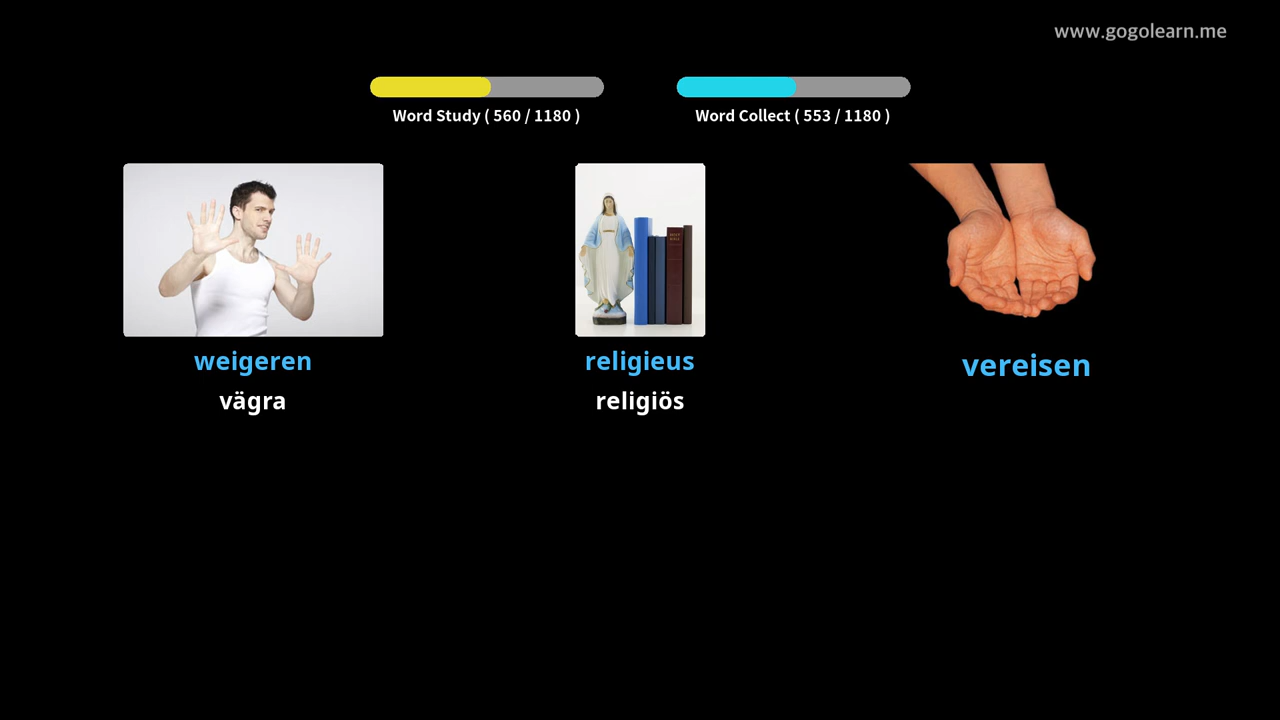 www.gogolearn.me
Word Study ( 560 / 1180 )
Word Collect ( 553 / 1180 )
weigeren
religieus
vereisen
vägra
religiös